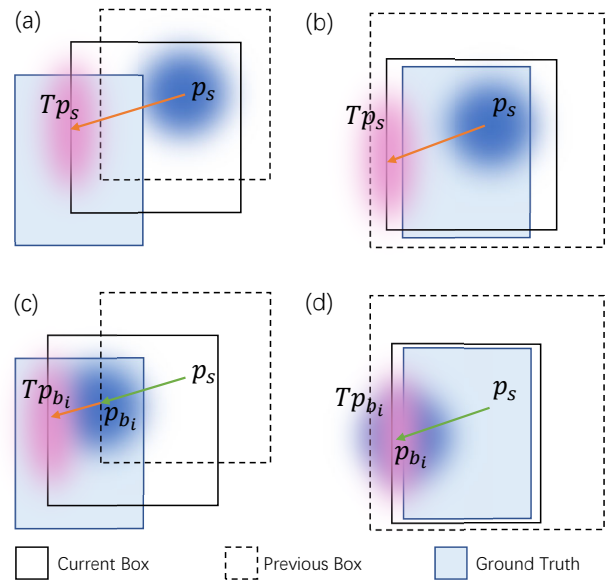 (a)
Tp_s
p_s
(b)
Tp_s
p_s
(c)
Tp_{b_i}
p_{b_i}
p_s
(d)
Tp_{b_i}
p_{b_i}
p_s
Current Box
Previous Box
Ground Truth